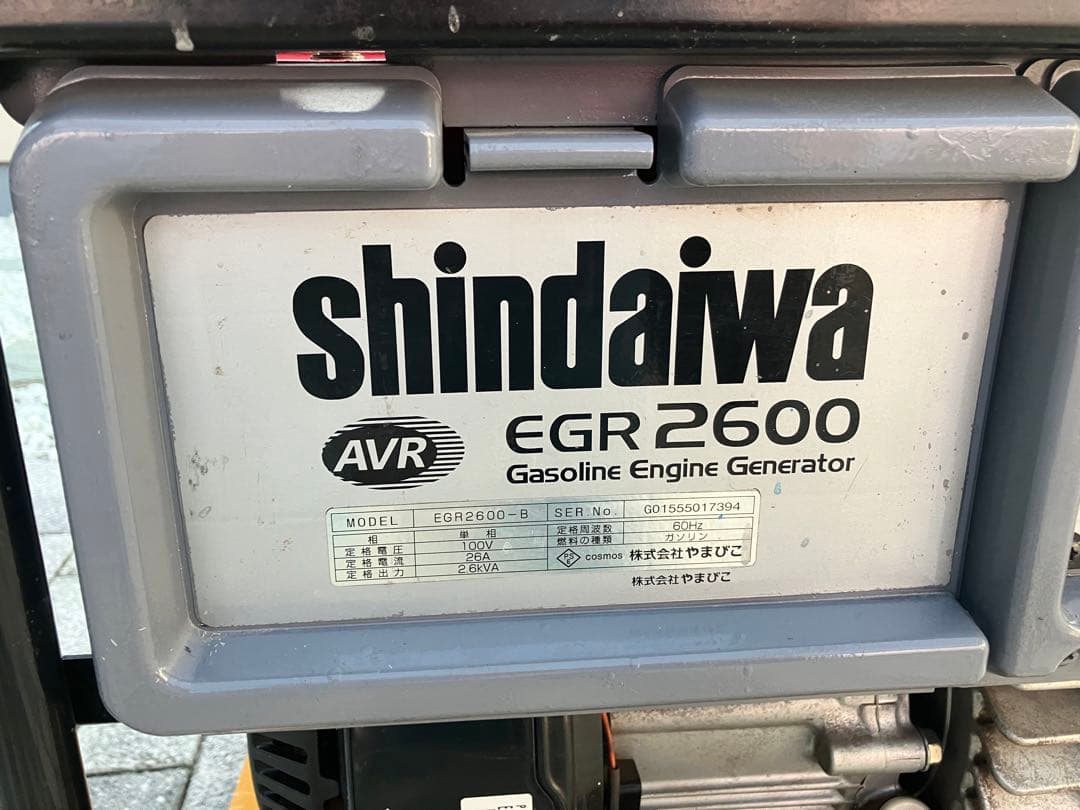 shindaiwa
AVR
EGR 2600
Gasoline Engine Generator
MODEL EGR2600-B SER.No. G01555017394
相 単相 定格周波数 60Hz
定格電圧 100V 燃料の種類 ガソリン
定格電流 26A
定格出力 2.6kVA
PSE cosmos 株式会社やまびこ
株式会社やまびこ